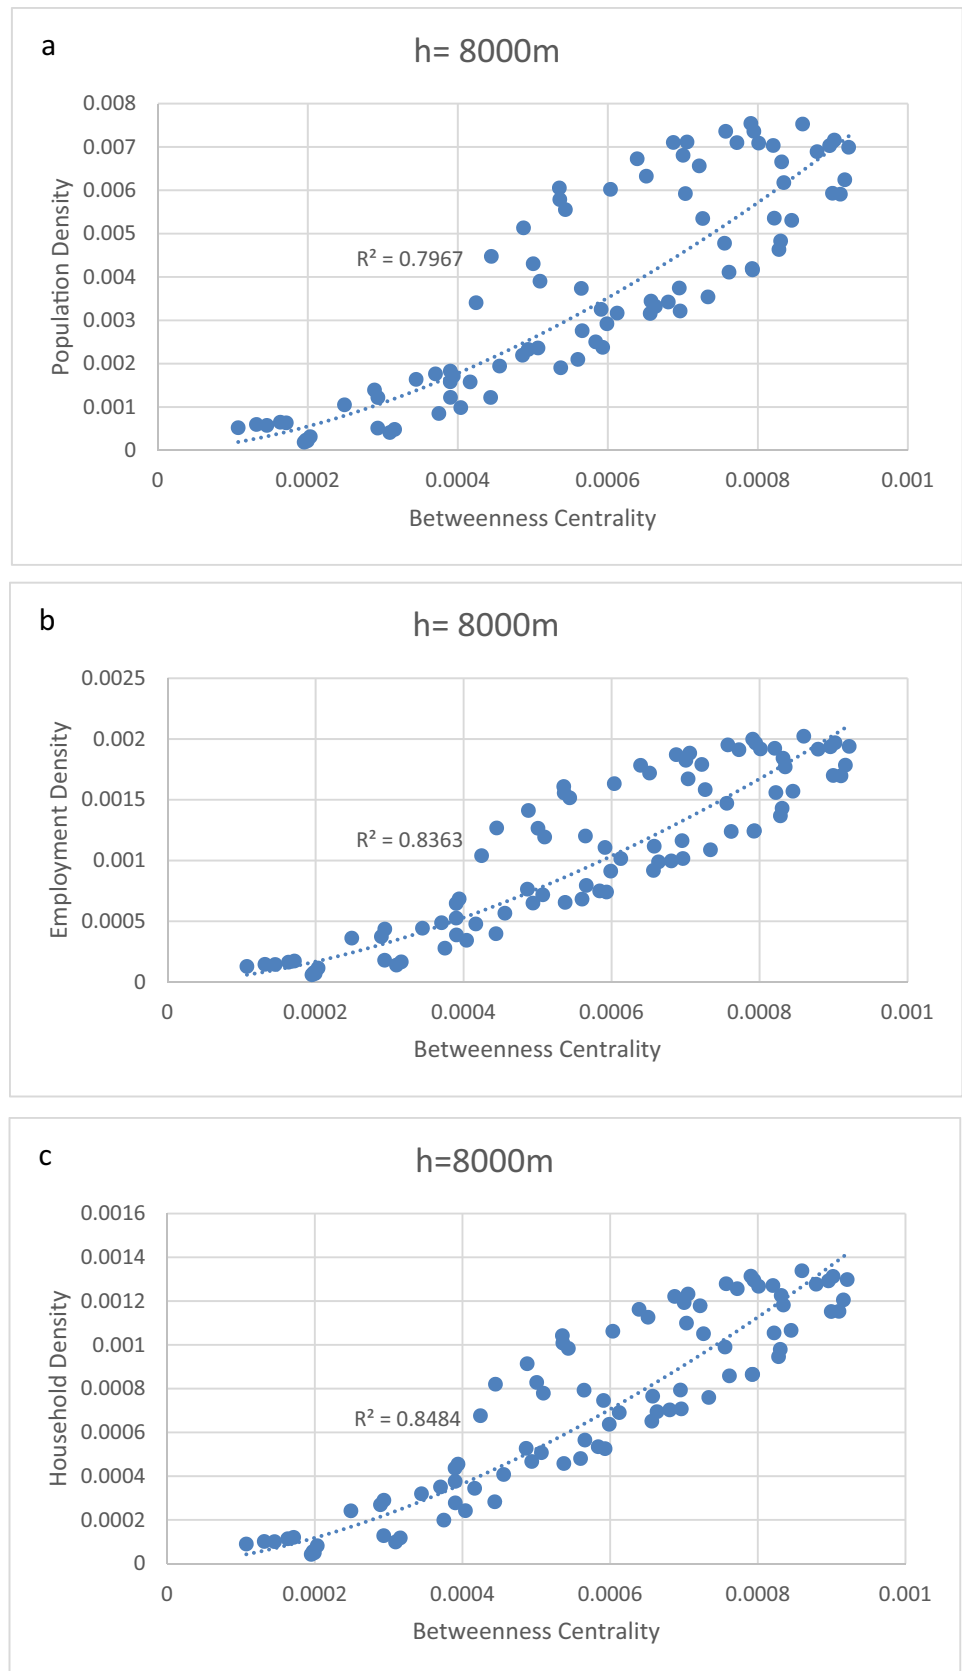 a
h= 8000m
0.008
0.007
0.006
0.005
0.004
0.003
0.002
0.001
0
Population Density
R² = 0.7967
0 0.0002 0.0004 0.0006 0.0008 0.001
Betweenness Centrality
b
h= 8000m
0.0025
0.002
0.0015
0.001
0.0005
0
Employment Density
R² = 0.8363
0 0.0002 0.0004 0.0006 0.0008 0.001
Betweenness Centrality
c
h=8000m
0.0016
0.0014
0.0012
0.001
0.0008
0.0006
0.0004
0.0002
0
Household Density
R² = 0.8484
0 0.0002 0.0004 0.0006 0.0008 0.001
Betweenness Centrality